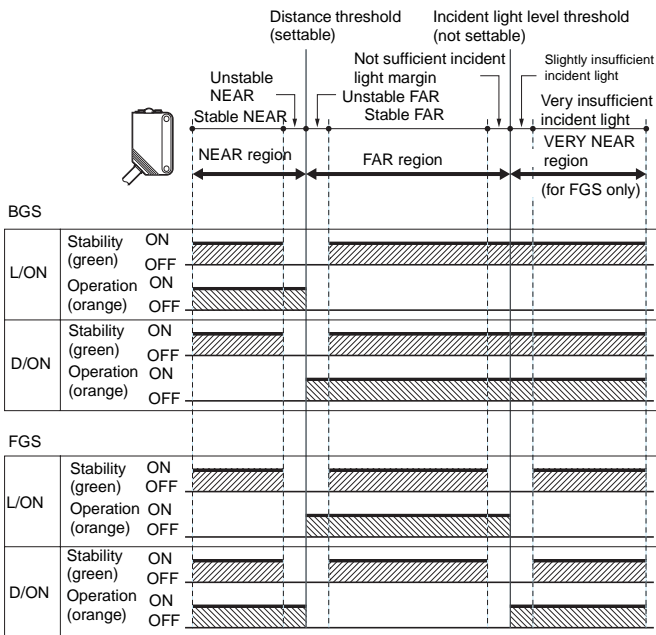 Distance threshold
(settable)
Incident light level threshold
(not settable)
Unstable
NEAR
Stable NEAR
Not sufficient incident
light margin
Unstable FAR
Stable FAR
Slightly insufficient
incident light
Very insufficient
incident light
NEAR region
FAR region
VERY NEAR
region
(for FGS only)
BGS
L/ON
Stability
(green)
ON
OFF
Operation
(orange)
ON
OFF
D/ON
Stability
(green)
ON
OFF
Operation
(orange)
ON
OFF
FGS
L/ON
Stability
(green)
ON
OFF
Operation
(orange)
ON
OFF
D/ON
Stability
(green)
ON
OFF
Operation
(orange)
ON
OFF